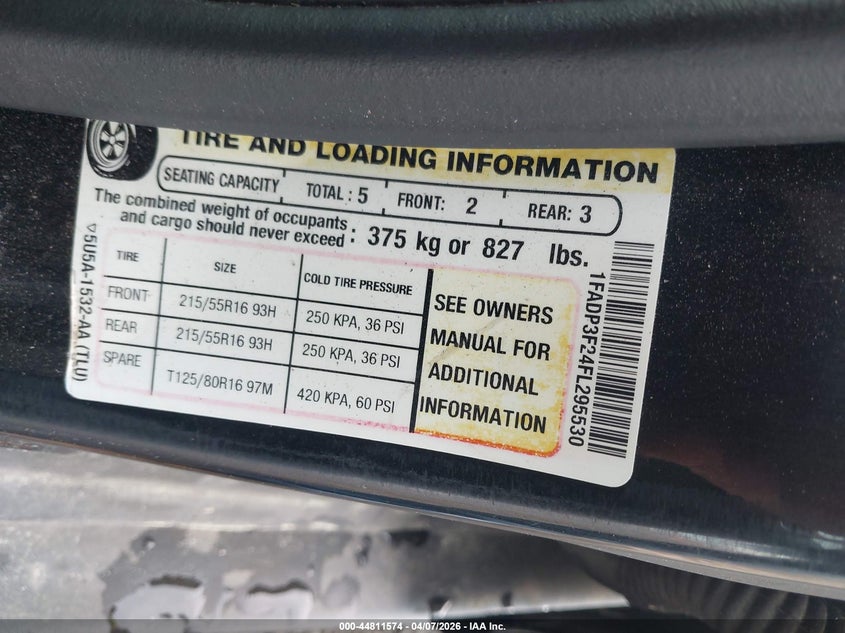 TIRE AND LOADING INFORMATION
SEATING CAPACITY TOTAL : 5 FRONT: 2 REAR: 3
The combined weight of occupants
and cargo should never exceed : 375 kg or 827 lbs.
TIRE SIZE COLD TIRE PRESSURE
FRONT 215/55R16 93H 250 KPA, 36 PSI
REAR 215/55R16 93H 250 KPA, 36 PSI
SPARE T125/80R16 97M 420 KPA, 60 PSI
SEE OWNERS
MANUAL FOR
ADDITIONAL
INFORMATION
5U5A-1532-AA (TLU)
1FADP3F24FL295530
000-44811574 - 04/07/2026 - IAA Inc.